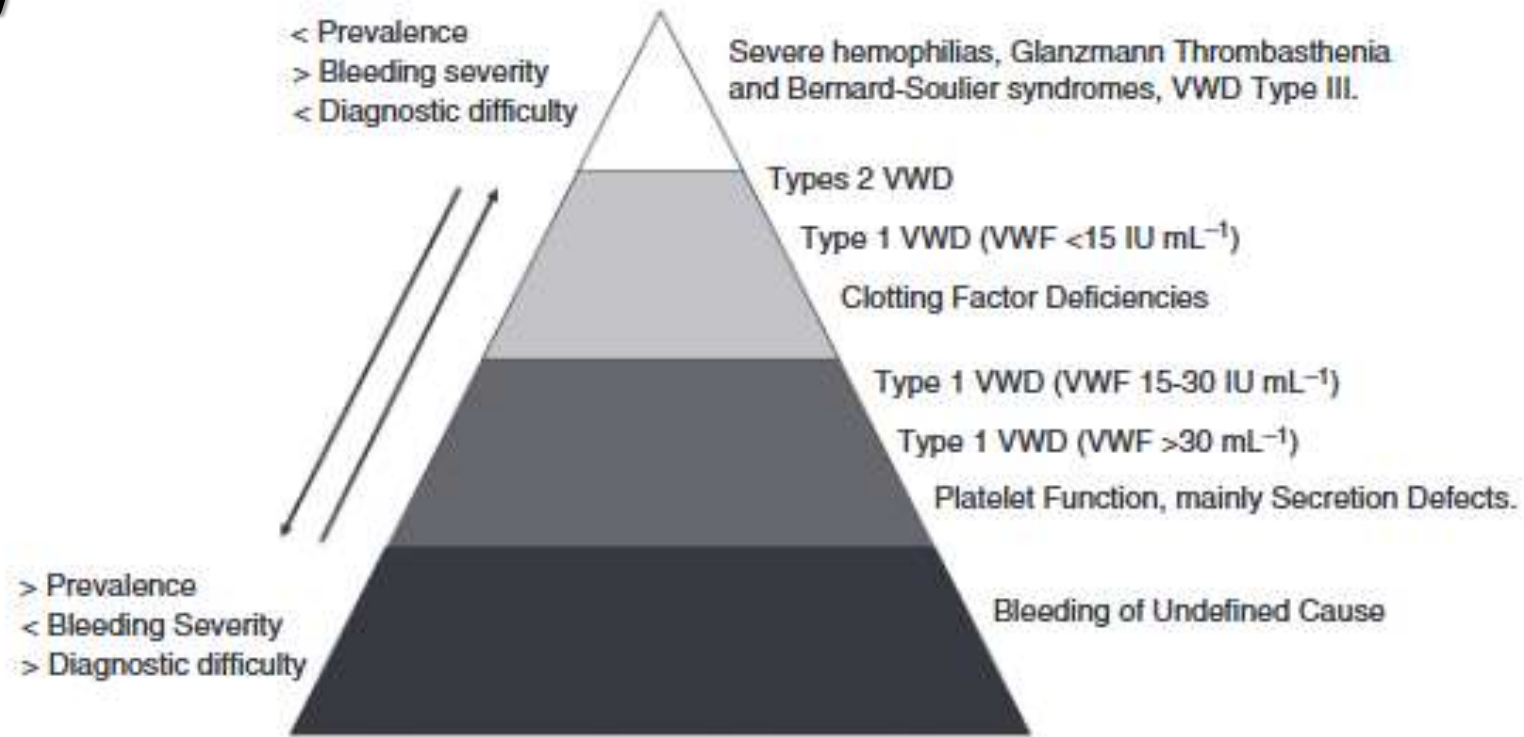 < Prevalence
> Bleeding severity
< Diagnostic difficulty
Severe hemophilias, Glanzmann Thrombasthenia
and Bernard-Soulier syndromes, VWD Type III.
Types 2 VWD
Type 1 VWD (VWF <15 IU mL⁻¹)
Clotting Factor Deficiencies
Type 1 VWD (VWF 15-30 IU mL⁻¹)
Type 1 VWD (VWF >30 mL⁻¹)
Platelet Function, mainly Secretion Defects.
> Prevalence
< Bleeding Severity
> Diagnostic difficulty
Bleeding of Undefined Cause